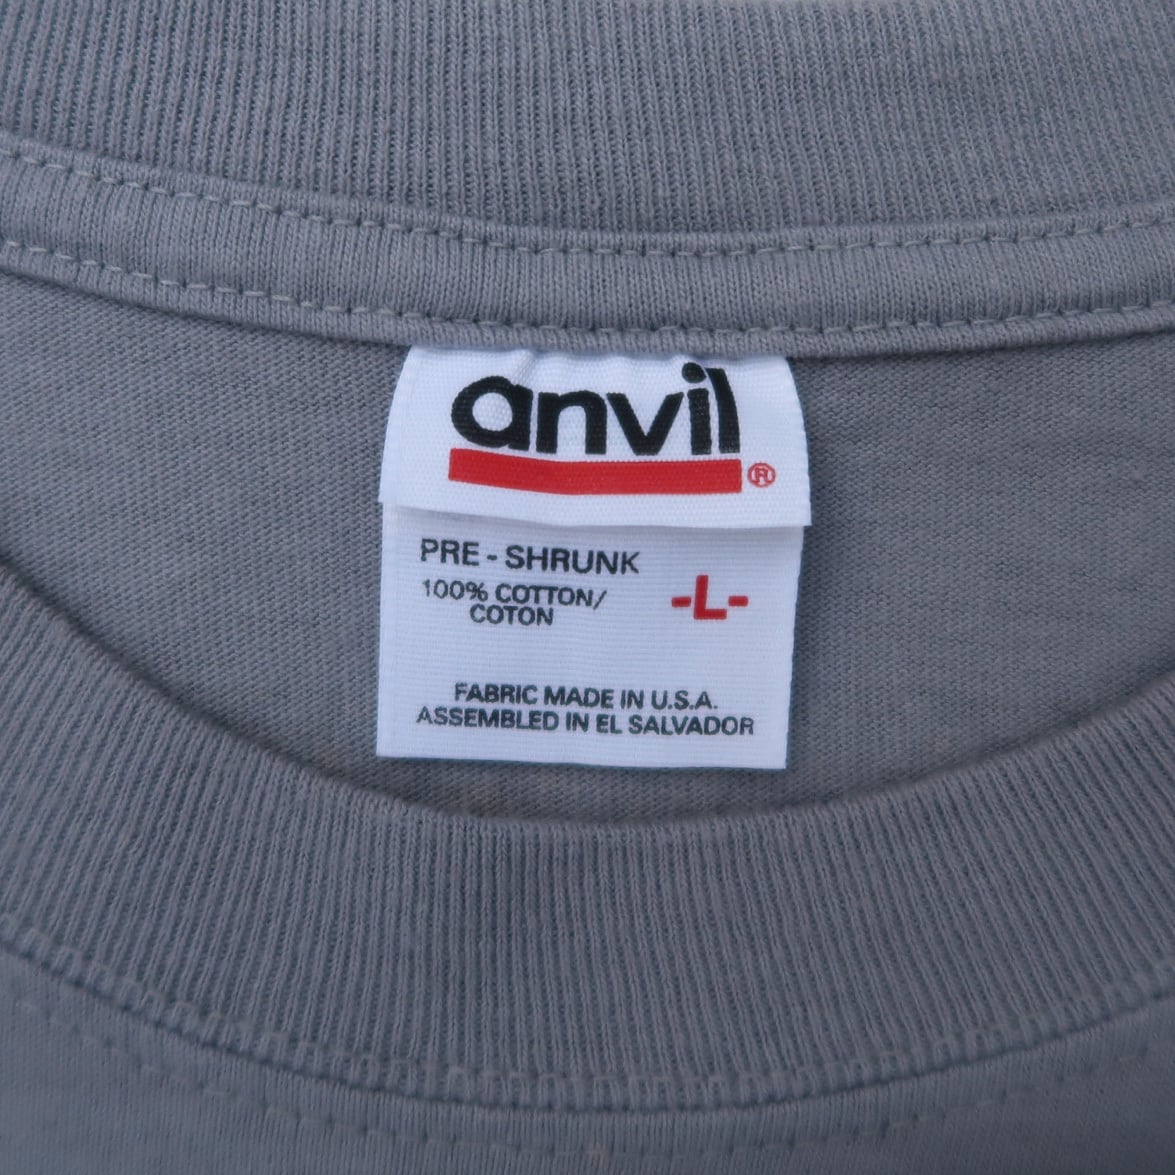 anvil®
PRE - SHRUNK
100% COTTON/
COTON
-L-
FABRIC MADE IN U.S.A.
ASSEMBLED IN EL SALVADOR